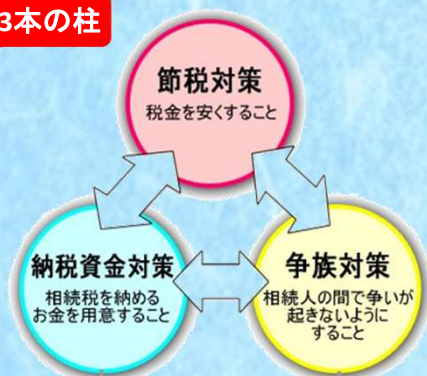 3本の柱
節税対策
税金を安くすること
納税資金対策
相続税を納める
お金を用意すること
争族対策
相続人の間で争いが
起きないように
すること